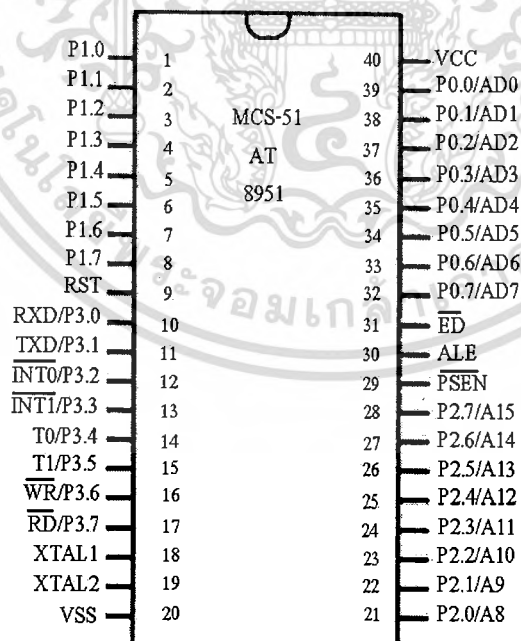 P1.0 1 40 VCC
P1.1 2 39 P0.0/AD0
P1.2 3 MCS-51 38 P0.1/AD1
P1.3 4 AT 37 P0.2/AD2
P1.4 5 8951 36 P0.3/AD3
P1.5 6 35 P0.4/AD4
P1.6 7 34 P0.5/AD5
P1.7 8 33 P0.6/AD6
RST 9 32 P0.7/AD7
RXD/P3.0 10 31 E̅D̅
TXD/P3.1 11 30 ALE
I̅N̅T̅0̅/P3.2 12 29 P̅S̅E̅N̅
I̅N̅T̅1̅/P3.3 13 28 P2.7/A15
T0/P3.4 14 27 P2.6/A14
T1/P3.5 15 26 P2.5/A13
W̅R̅/P3.6 16 25 P2.4/A12
R̅D̅/P3.7 17 24 P2.3/A11
XTAL1 18 23 P2.2/A10
XTAL2 19 22 P2.1/A9
VSS 20 21 P2.0/A8